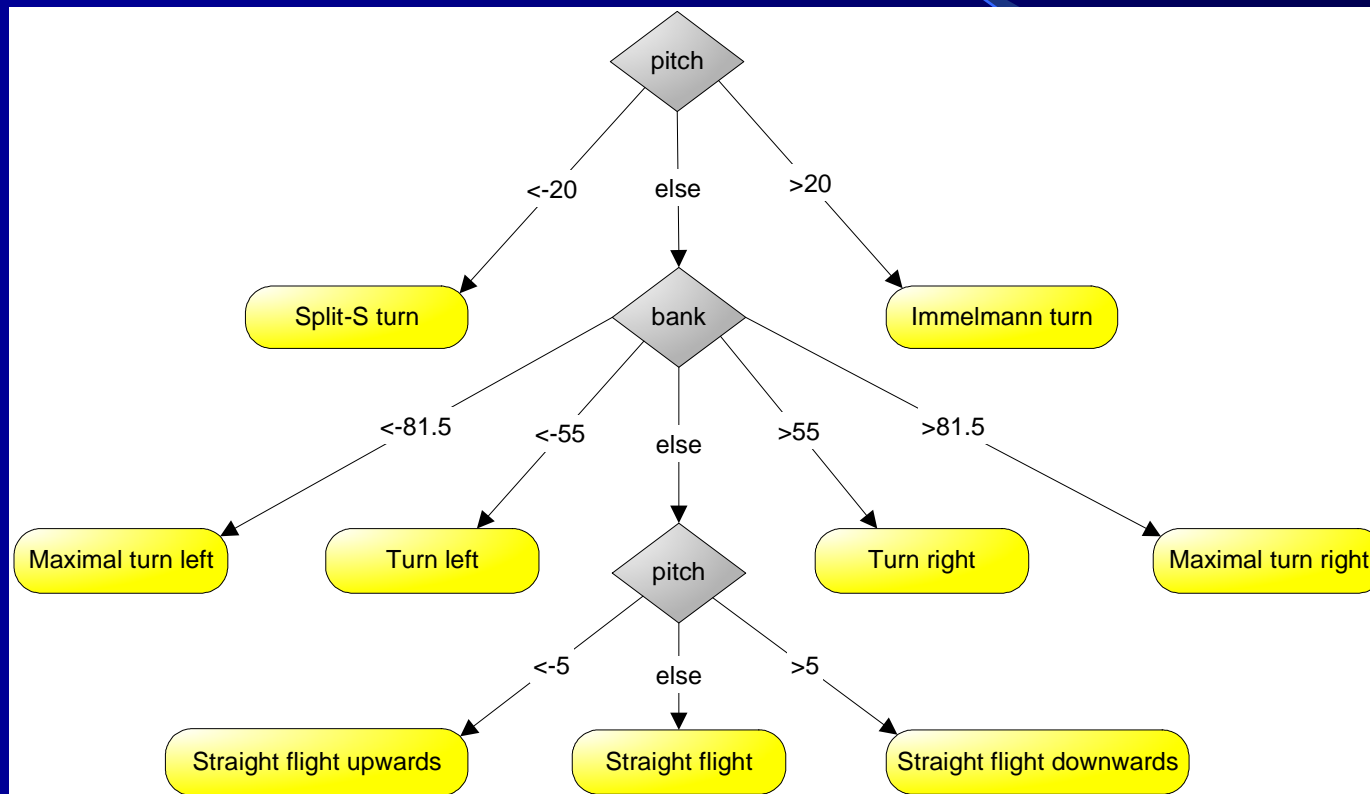 pitch
<-20
else
>20
Split-S turn
bank
Immelmann turn
<-81.5
<-55
else
>55
>81.5
Maximal turn left
Turn left
pitch
Turn right
Maximal turn right
<-5
else
>5
Straight flight upwards
Straight flight
Straight flight downwards